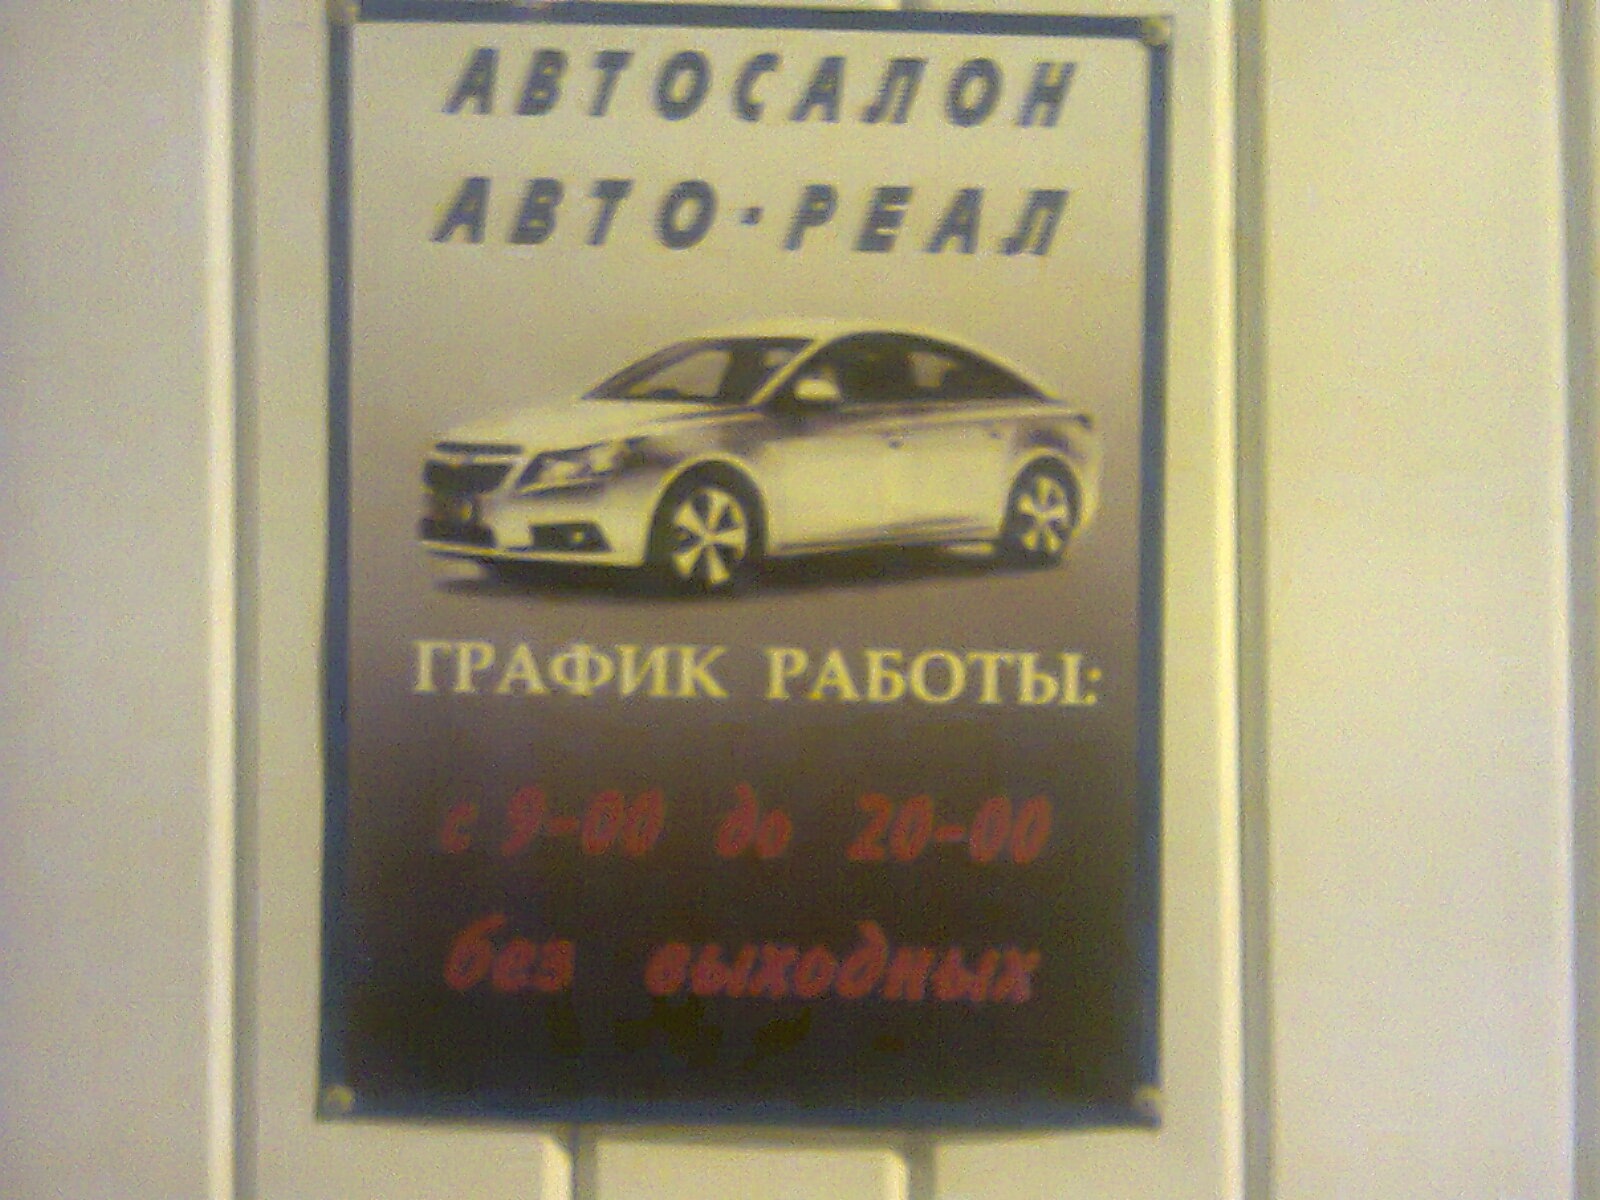 АВТОСАЛОН
АВТО-РЕАЛ
ГРАФИК РАБОТЫ:
с 9-00 до 20-00
без выходных